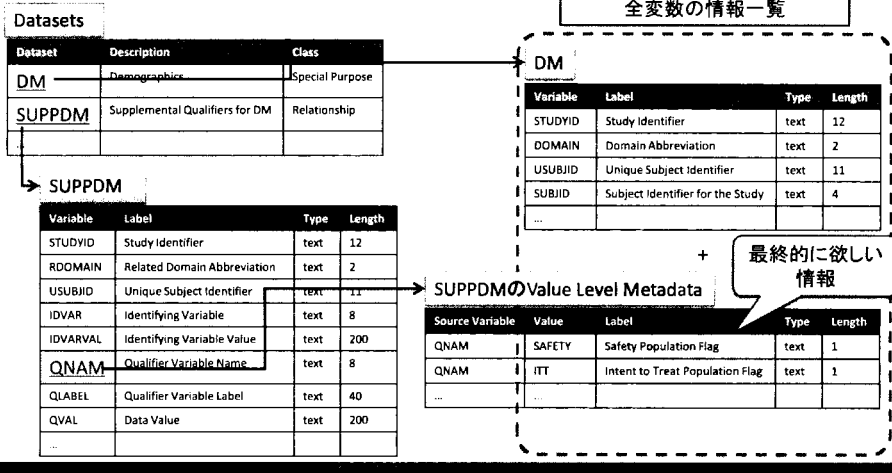 全変数の情報一覧
Datasets
Dataset Description Class
DM Demographics Special Purpose
SUPPDM Supplemental Qualifiers for DM Relationship
...
DM
Variable Label Type Length
STUDYID Study Identifier text 12
DOMAIN Domain Abbreviation text 2
USUBJID Unique Subject Identifier text 11
SUBJID Subject Identifier for the Study text 4
...
SUPPDM
Variable Label Type Length
STUDYID Study Identifier text 12
RDOMAIN Related Domain Abbreviation text 2
USUBJID Unique Subject Identifier text 11
IDVAR Identifying Variable text 8
IDVARVAL Identifying Variable Value text 200
QNAM Qualifier Variable Name text 8
QLABEL Qualifier Variable Label text 40
QVAL Data Value text 200
...
+
最終的に欲しい
情報
SUPPDMのValue Level Metadata
Source Variable Value Label Type Length
QNAM SAFETY Safety Population Flag text 1
QNAM ITT Intent to Treat Population Flag text 1
... ...